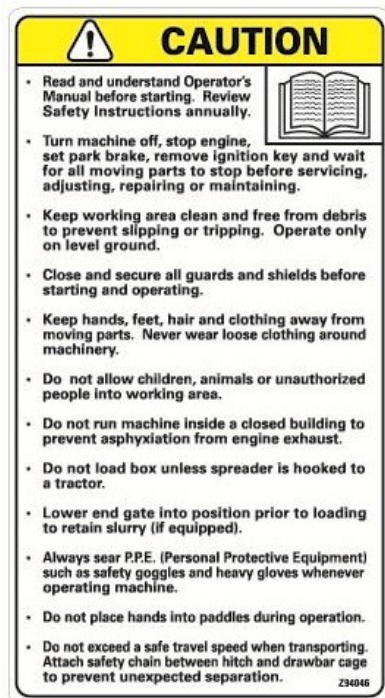 CAUTION
• Read and understand Operator's
Manual before starting. Review
Safety Instructions annually.
• Turn machine off, stop engine,
set park brake, remove ignition key and wait
for all moving parts to stop before servicing,
adjusting, repairing or maintaining.
• Keep working area clean and free from debris
to prevent slipping or tripping. Operate only
on level ground.
• Close and secure all guards and shields before
starting and operating.
• Keep hands, feet, hair and clothing away from
moving parts. Never wear loose clothing around
machinery.
• Do not allow children, animals or unauthorized
people into working area.
• Do not run machine inside a closed building to
prevent asphyxiation from engine exhaust.
• Do not load box unless spreader is hooked to
a tractor.
• Lower end gate into position prior to loading
to retain slurry (if equipped).
• Always sear P.P.E. (Personal Protective Equipment)
such as safety goggles and heavy gloves whenever
operating machine.
• Do not place hands into paddles during operation.
• Do not exceed a safe travel speed when transporting.
Attach safety chain between hitch and drawbar cage
to prevent unexpected separation.
Z94046